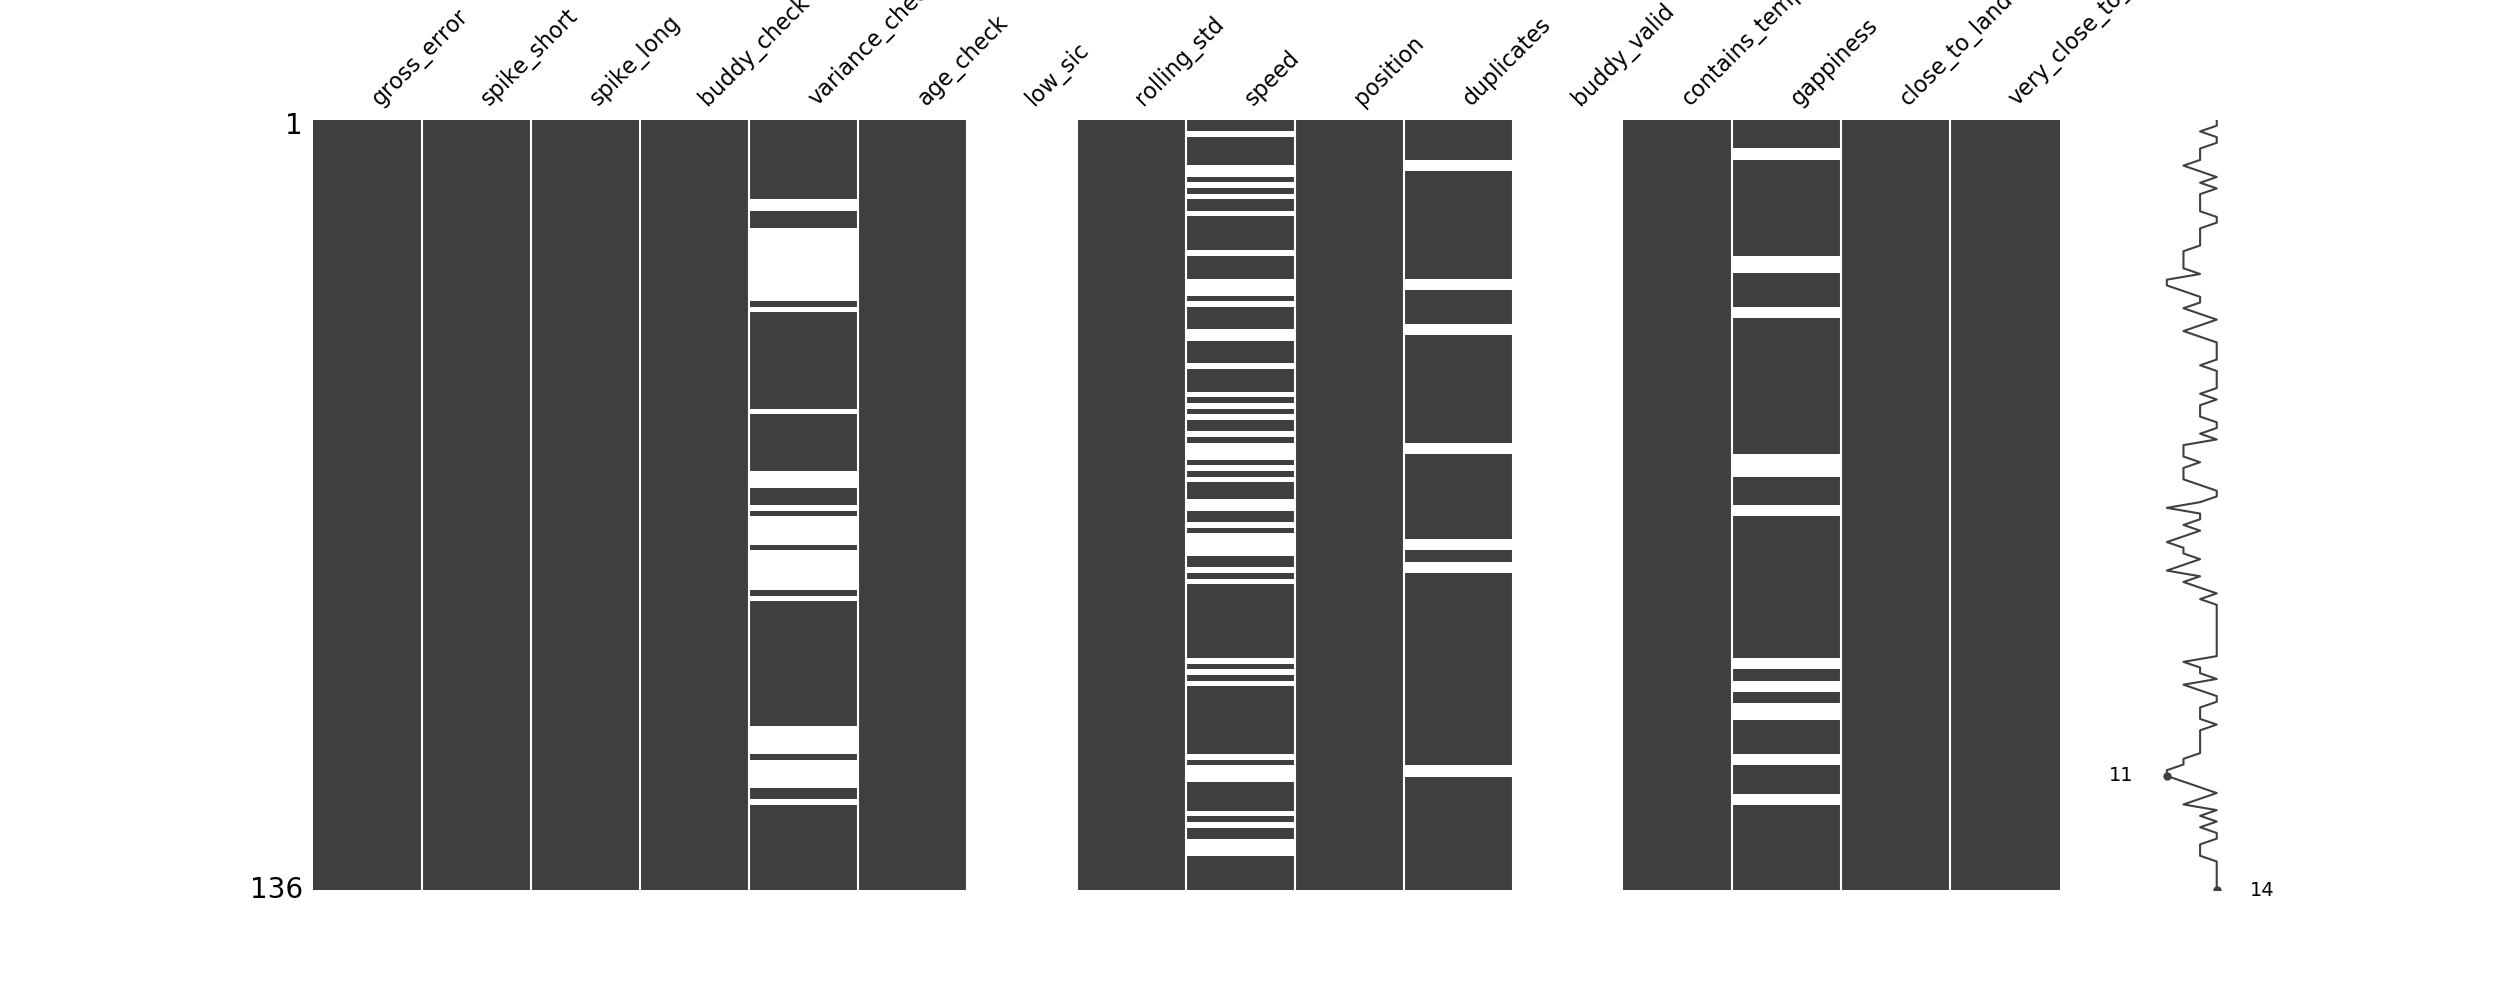 gross_error
spike_short
spike_long
buddy_check
variance_che
age_check
low_sic
rolling_std
speed
position
duplicates
buddy_valid
contains_temp
gappiness
close_to_land
very_close_to_
1
136
11
14